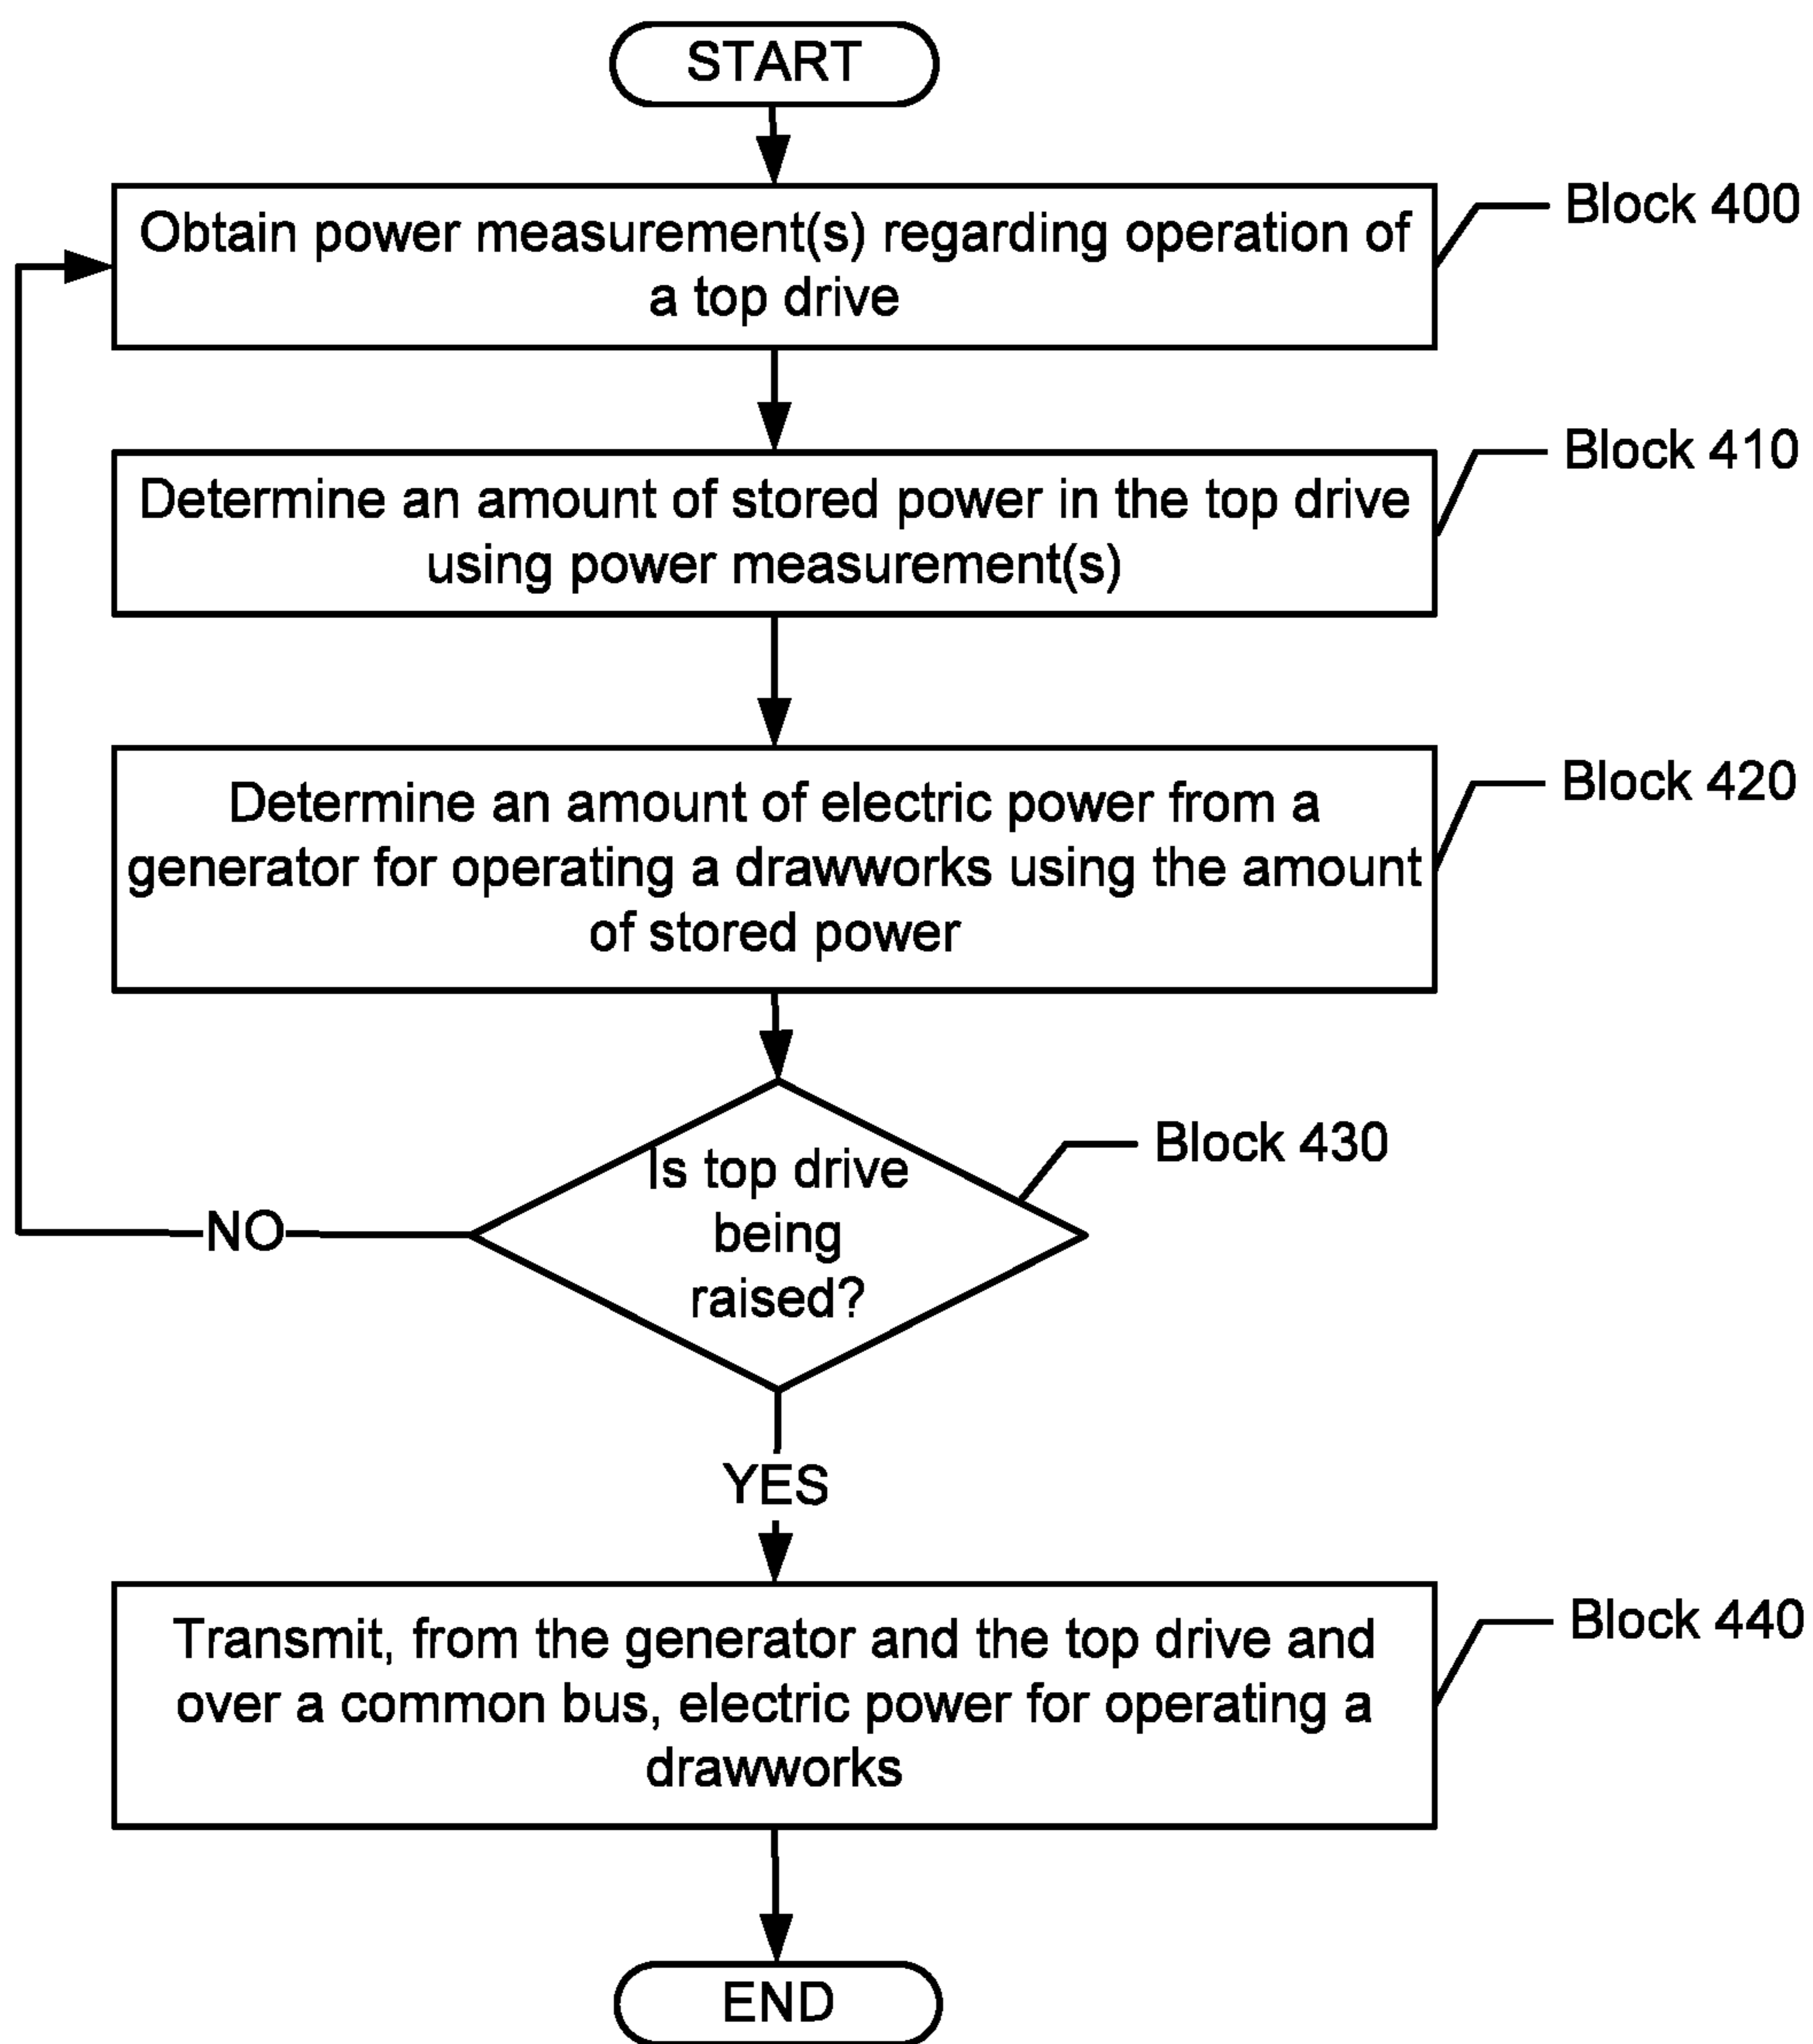 START
Obtain power measurement(s) regarding operation of
a top drive
Block 400
Determine an amount of stored power in the top drive
using power measurement(s)
Block 410
Determine an amount of electric power from a
generator for operating a drawworks using the amount
of stored power
Block 420
Is top drive
being
raised?
Block 430
NO
YES
Transmit, from the generator and the top drive and
over a common bus, electric power for operating a
drawworks
Block 440
END